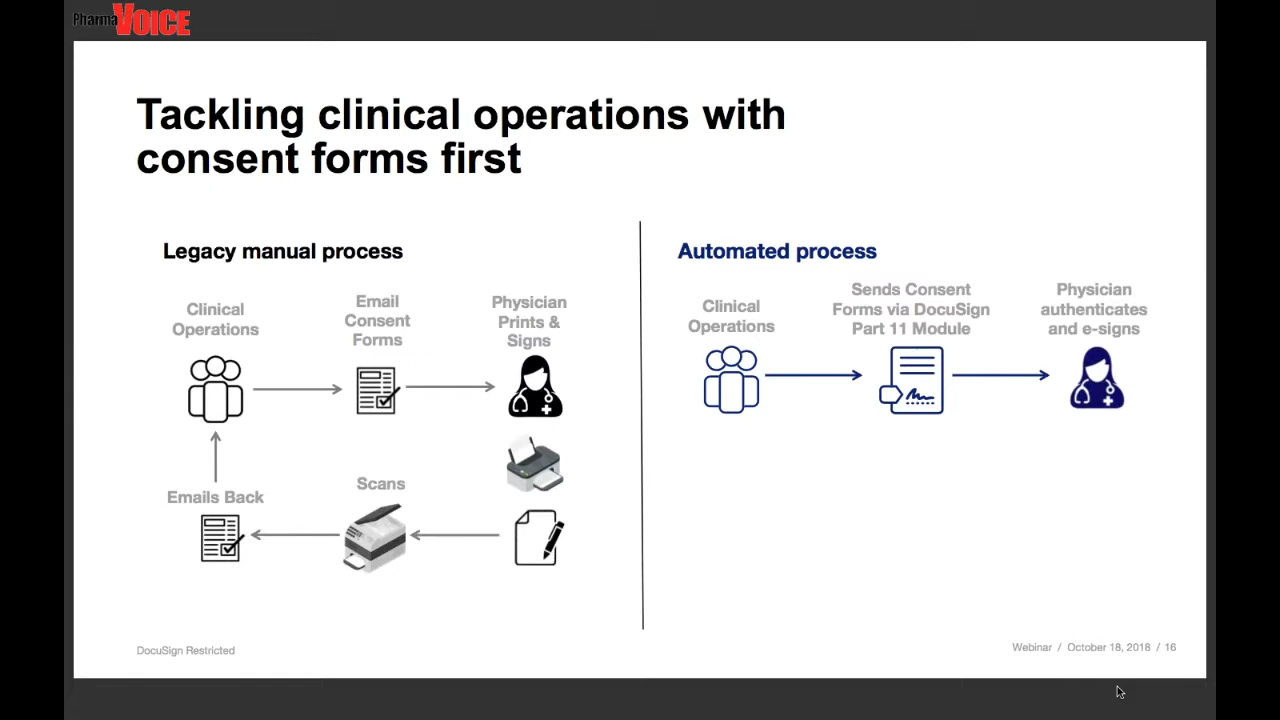 PharmaVOICE
Tackling clinical operations with
consent forms first
Legacy manual process
Clinical
Operations
Email
Consent
Forms
Physician
Prints &
Signs
Emails Back
Scans
Automated process
Clinical
Operations
Sends Consent
Forms via DocuSign
Part 11 Module
Physician
authenticates
and e-signs
DocuSign Restricted
Webinar / October 18, 2018 / 16